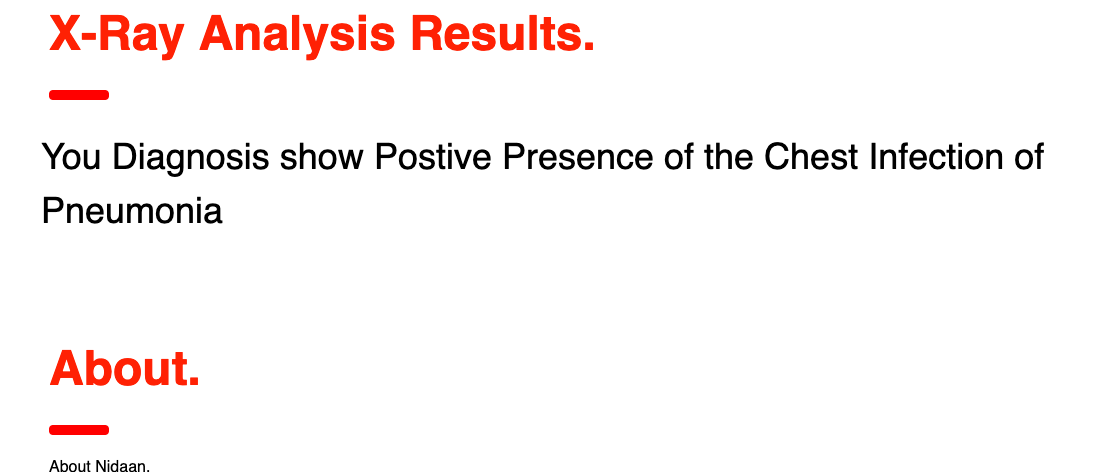 X-Ray Analysis Results.
You Diagnosis show Postive Presence of the Chest Infection of
Pneumonia
About.
About Nidaan.